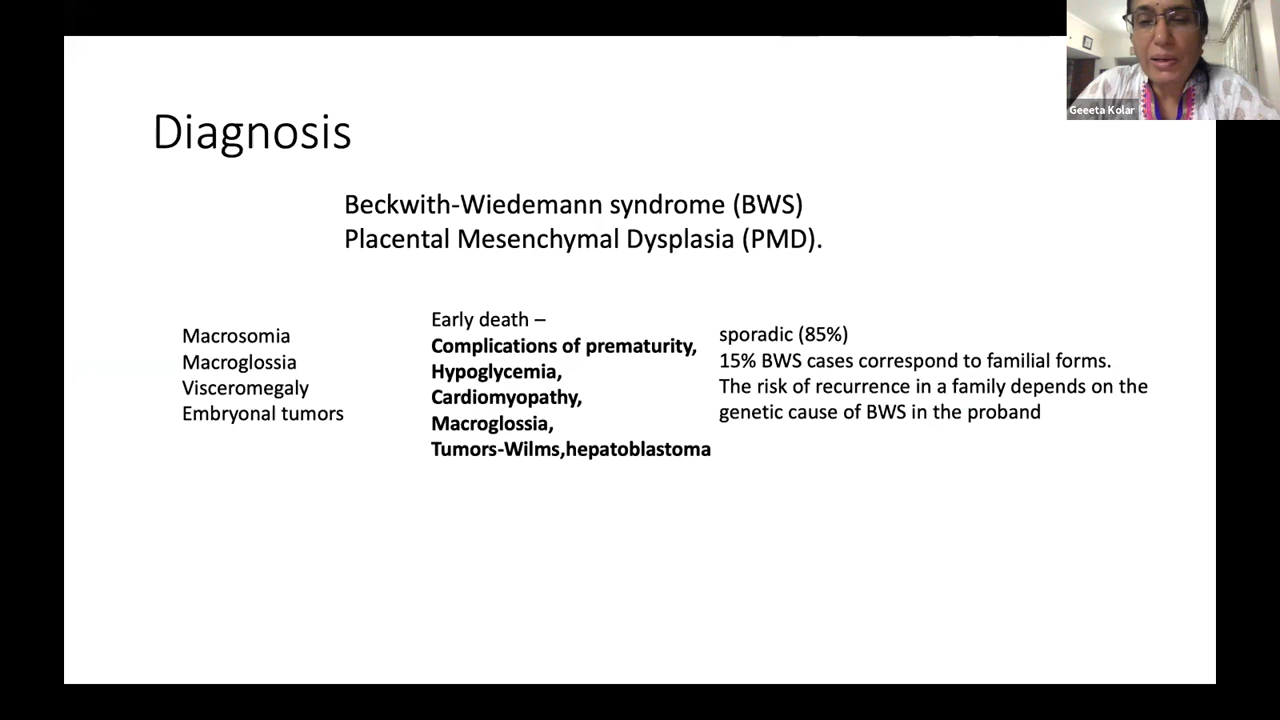 Geeeta Kolar
Diagnosis
Beckwith-Wiedemann syndrome (BWS)
Placental Mesenchymal Dysplasia (PMD).
Macrosomia
Macroglossia
Visceromegaly
Embryonal tumors
Early death –
Complications of prematurity,
Hypoglycemia,
Cardiomyopathy,
Macroglossia,
Tumors-Wilms,hepatoblastoma
sporadic (85%)
15% BWS cases correspond to familial forms.
The risk of recurrence in a family depends on the
genetic cause of BWS in the proband